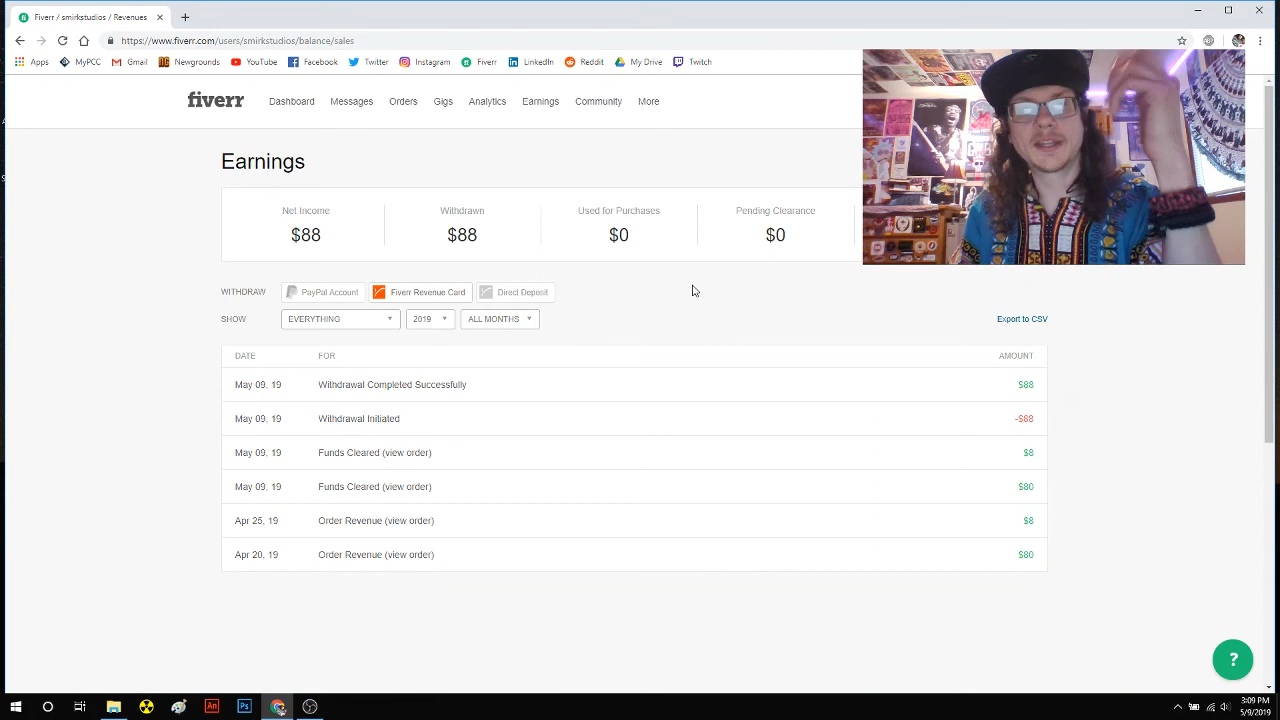 Fiverr / smirkstudios / Revenues
https://www.fiverr.com/users/smirkstudios/balance/sales
Apps MyPCC Gmail Newgrounds YouTube Facebook Twitter Instagram Fiverr LinkedIn Reddit My Drive Twitch
fiverr Dashboard Messages Orders Gigs Analytics Earnings Community More
Earnings
Net Income Withdrawn Used for Purchases Pending Clearance
$88 $88 $0 $0
WITHDRAW PayPal Account Fiverr Revenue Card Direct Deposit
SHOW EVERYTHING 2019 ALL MONTHS Export to CSV
DATE FOR AMOUNT
May 09, 19 Withdrawal Completed Successfully $88
May 09, 19 Withdrawal Initiated -$88
May 09, 19 Funds Cleared (view order) $8
May 09, 19 Funds Cleared (view order) $80
Apr 25, 19 Order Revenue (view order) $8
Apr 20, 19 Order Revenue (view order) $80
?
An Ps
3:09 PM
5/9/2019